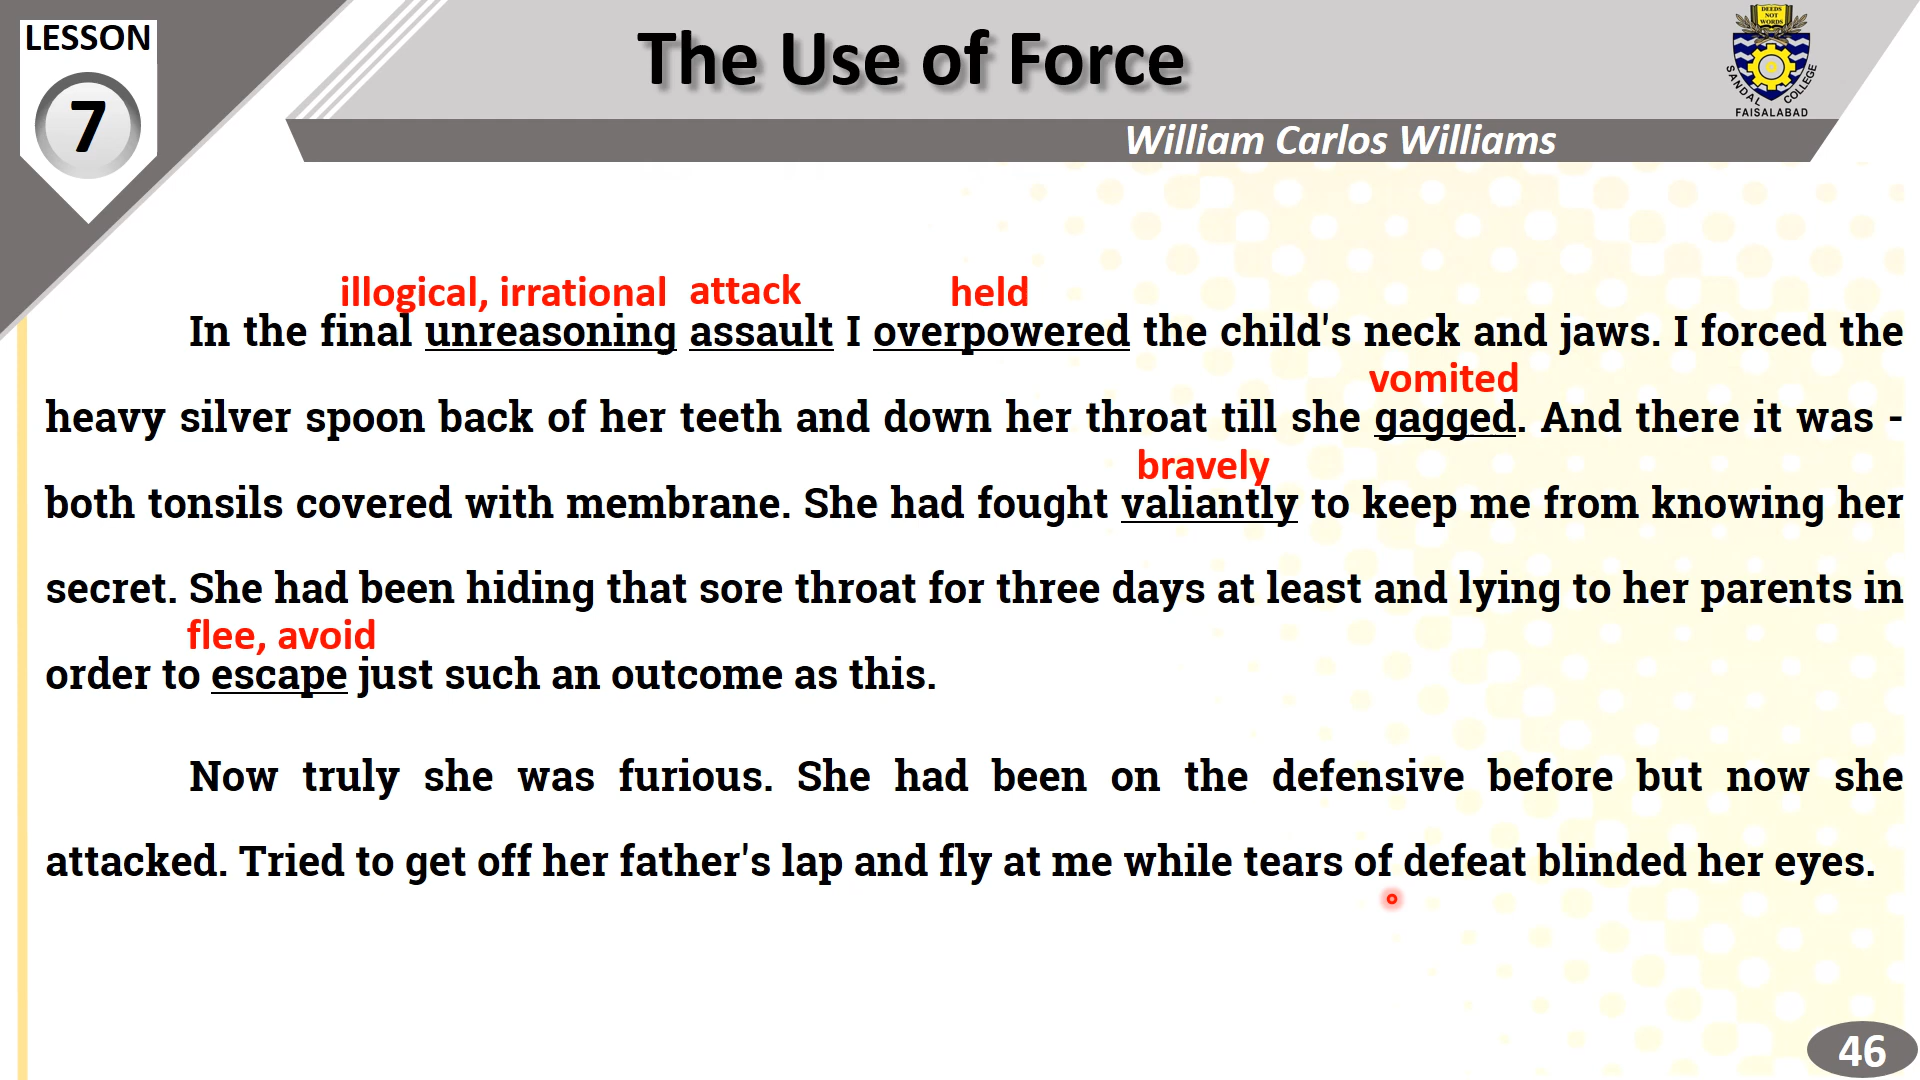 LESSON
7
The Use of Force
DEEDS
NOT
WORDS
SANDAL COLLEGE
FAISALABAD
William Carlos Williams
illogical, irrational attack held
In the final unreasoning assault I overpowered the child's neck and jaws. I forced the
vomited
heavy silver spoon back of her teeth and down her throat till she gagged. And there it was -
bravely
both tonsils covered with membrane. She had fought valiantly to keep me from knowing her
secret. She had been hiding that sore throat for three days at least and lying to her parents in
flee, avoid
order to escape just such an outcome as this.
Now truly she was furious. She had been on the defensive before but now she
attacked. Tried to get off her father's lap and fly at me while tears of defeat blinded her eyes.
46